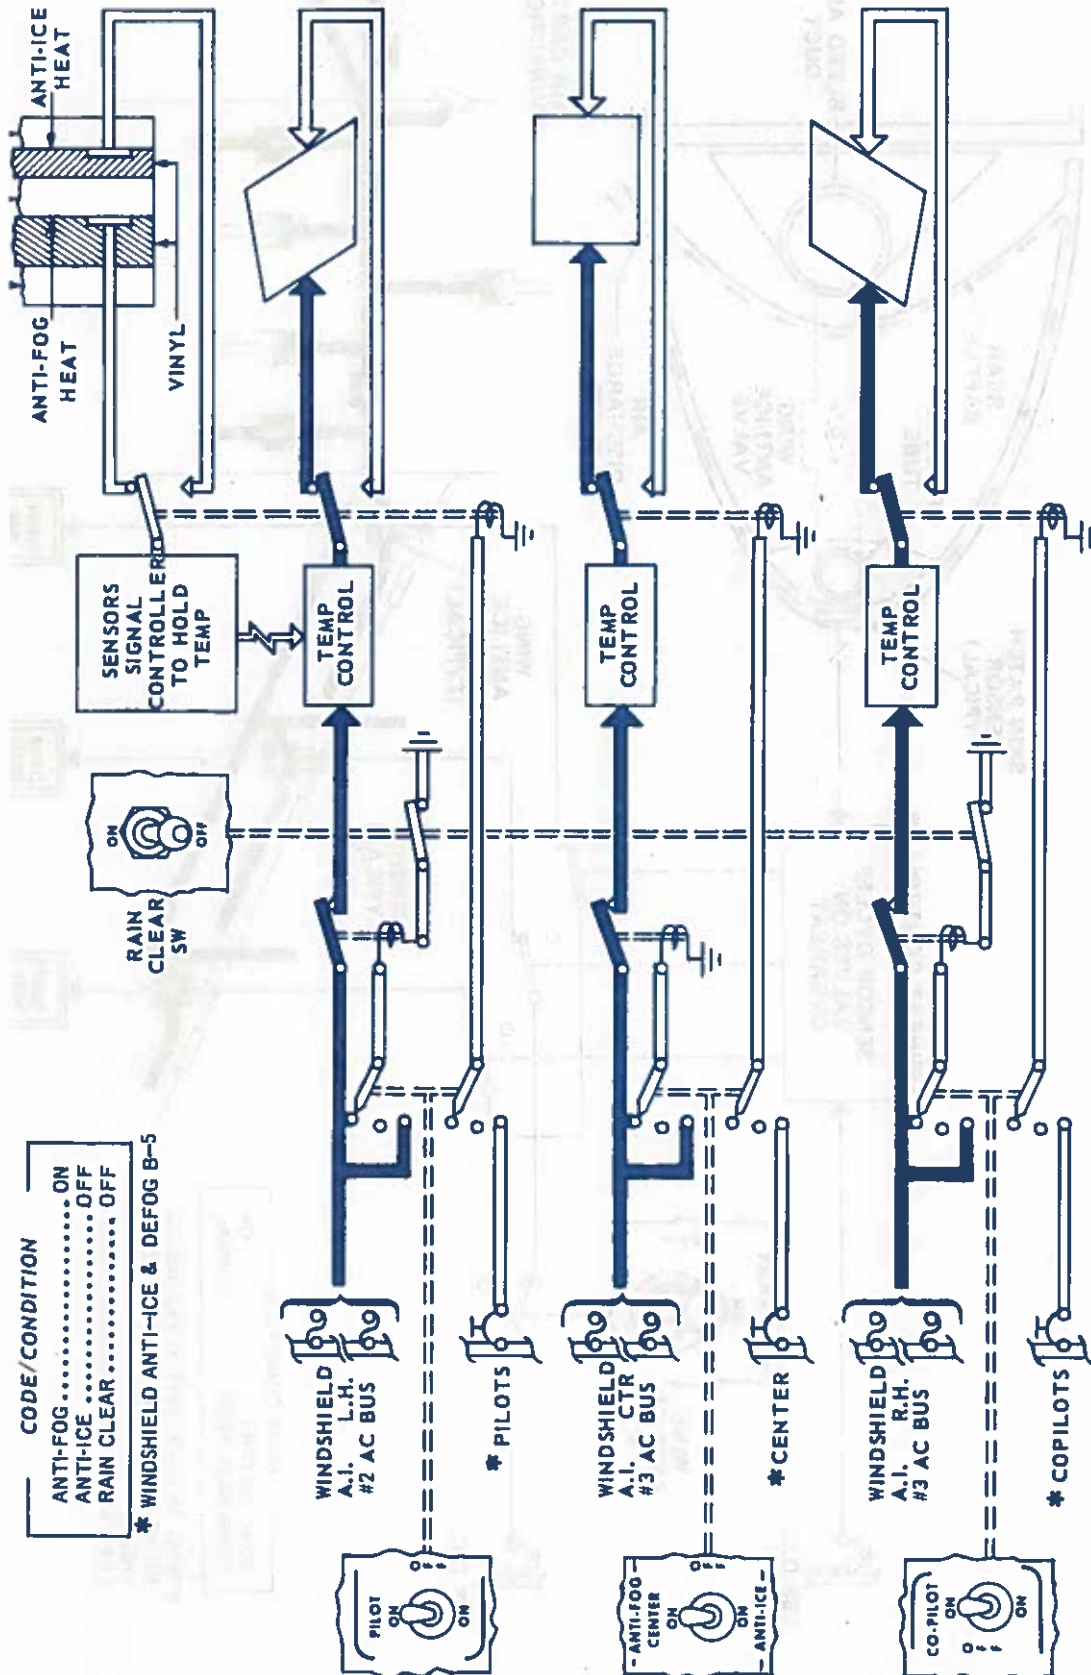 CODE/CONDITION
ANTI-FOG.............ON
ANTI-ICE.............OFF
RAIN CLEAR..........OFF
* WINDSHIELD ANTI-ICE & DEFOG B-5
RAIN
CLEAR
SW
ON
OFF
SENSORS
SIGNAL
CONTROLLER
TO HOLD
TEMP
ANTI-FOG
HEAT
ANTI-ICE
HEAT
VINYL
PILOT
ON
OFF
ON
WINDSHIELD
A.I. L.H.
#2 AC BUS
TEMP
CONTROL
* PILOTS
- ANTI-FOG -
CENTER
ON
OFF
ON
- ANTI-ICE -
WINDSHIELD
A.I. CTR
#3 AC BUS
TEMP
CONTROL
* CENTER
CO-PILOT
ON
OFF
ON
WINDSHIELD
A.I. R.H.
#3 AC BUS
TEMP
CONTROL
* COPILOTS